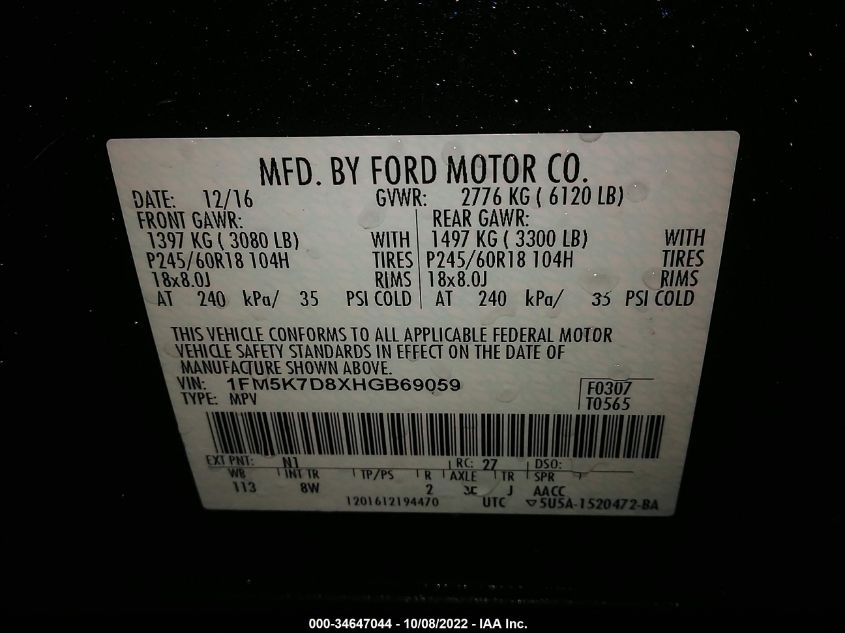 MFD. BY FORD MOTOR CO.
DATE: 12/16 GVWR: 2776 KG ( 6120 LB)
FRONT GAWR: REAR GAWR:
1397 KG ( 3080 LB) WITH 1497 KG ( 3300 LB) WITH
P245/60R18 104H TIRES P245/60R18 104H TIRES
18x8.0J RIMS 18x8.0J RIMS
AT 240 kPa/ 35 PSI COLD AT 240 kPa/ 35 PSI COLD
THIS VEHICLE CONFORMS TO ALL APPLICABLE FEDERAL MOTOR
VEHICLE SAFETY STANDARDS IN EFFECT ON THE DATE OF
MANUFACTURE SHOWN ABOVE.
VIN: 1FM5K7D8XHGB69059 F0307
TYPE: MPV T0565
EXT PNT: N1 RC: 27 DSO:
WB INT TR TP/PS R AXLE TR SPR
113 8W 2 J AACC
1201612194470 UTC ▽5U5A-1520472-BA
000-34647044 - 10/08/2022 - IAA Inc.